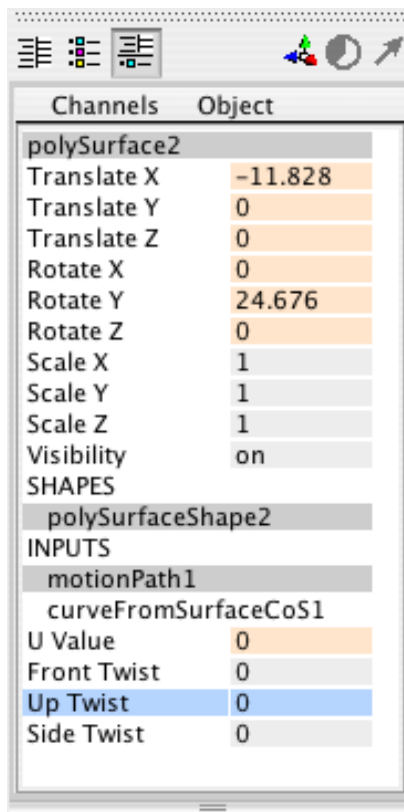 Channels Object
polySurface2
Translate X -11.828
Translate Y 0
Translate Z 0
Rotate X 0
Rotate Y 24.676
Rotate Z 0
Scale X 1
Scale Y 1
Scale Z 1
Visibility on
SHAPES
polySurfaceShape2
INPUTS
motionPath1
curveFromSurfaceCoS1
U Value 0
Front Twist 0
Up Twist 0
Side Twist 0